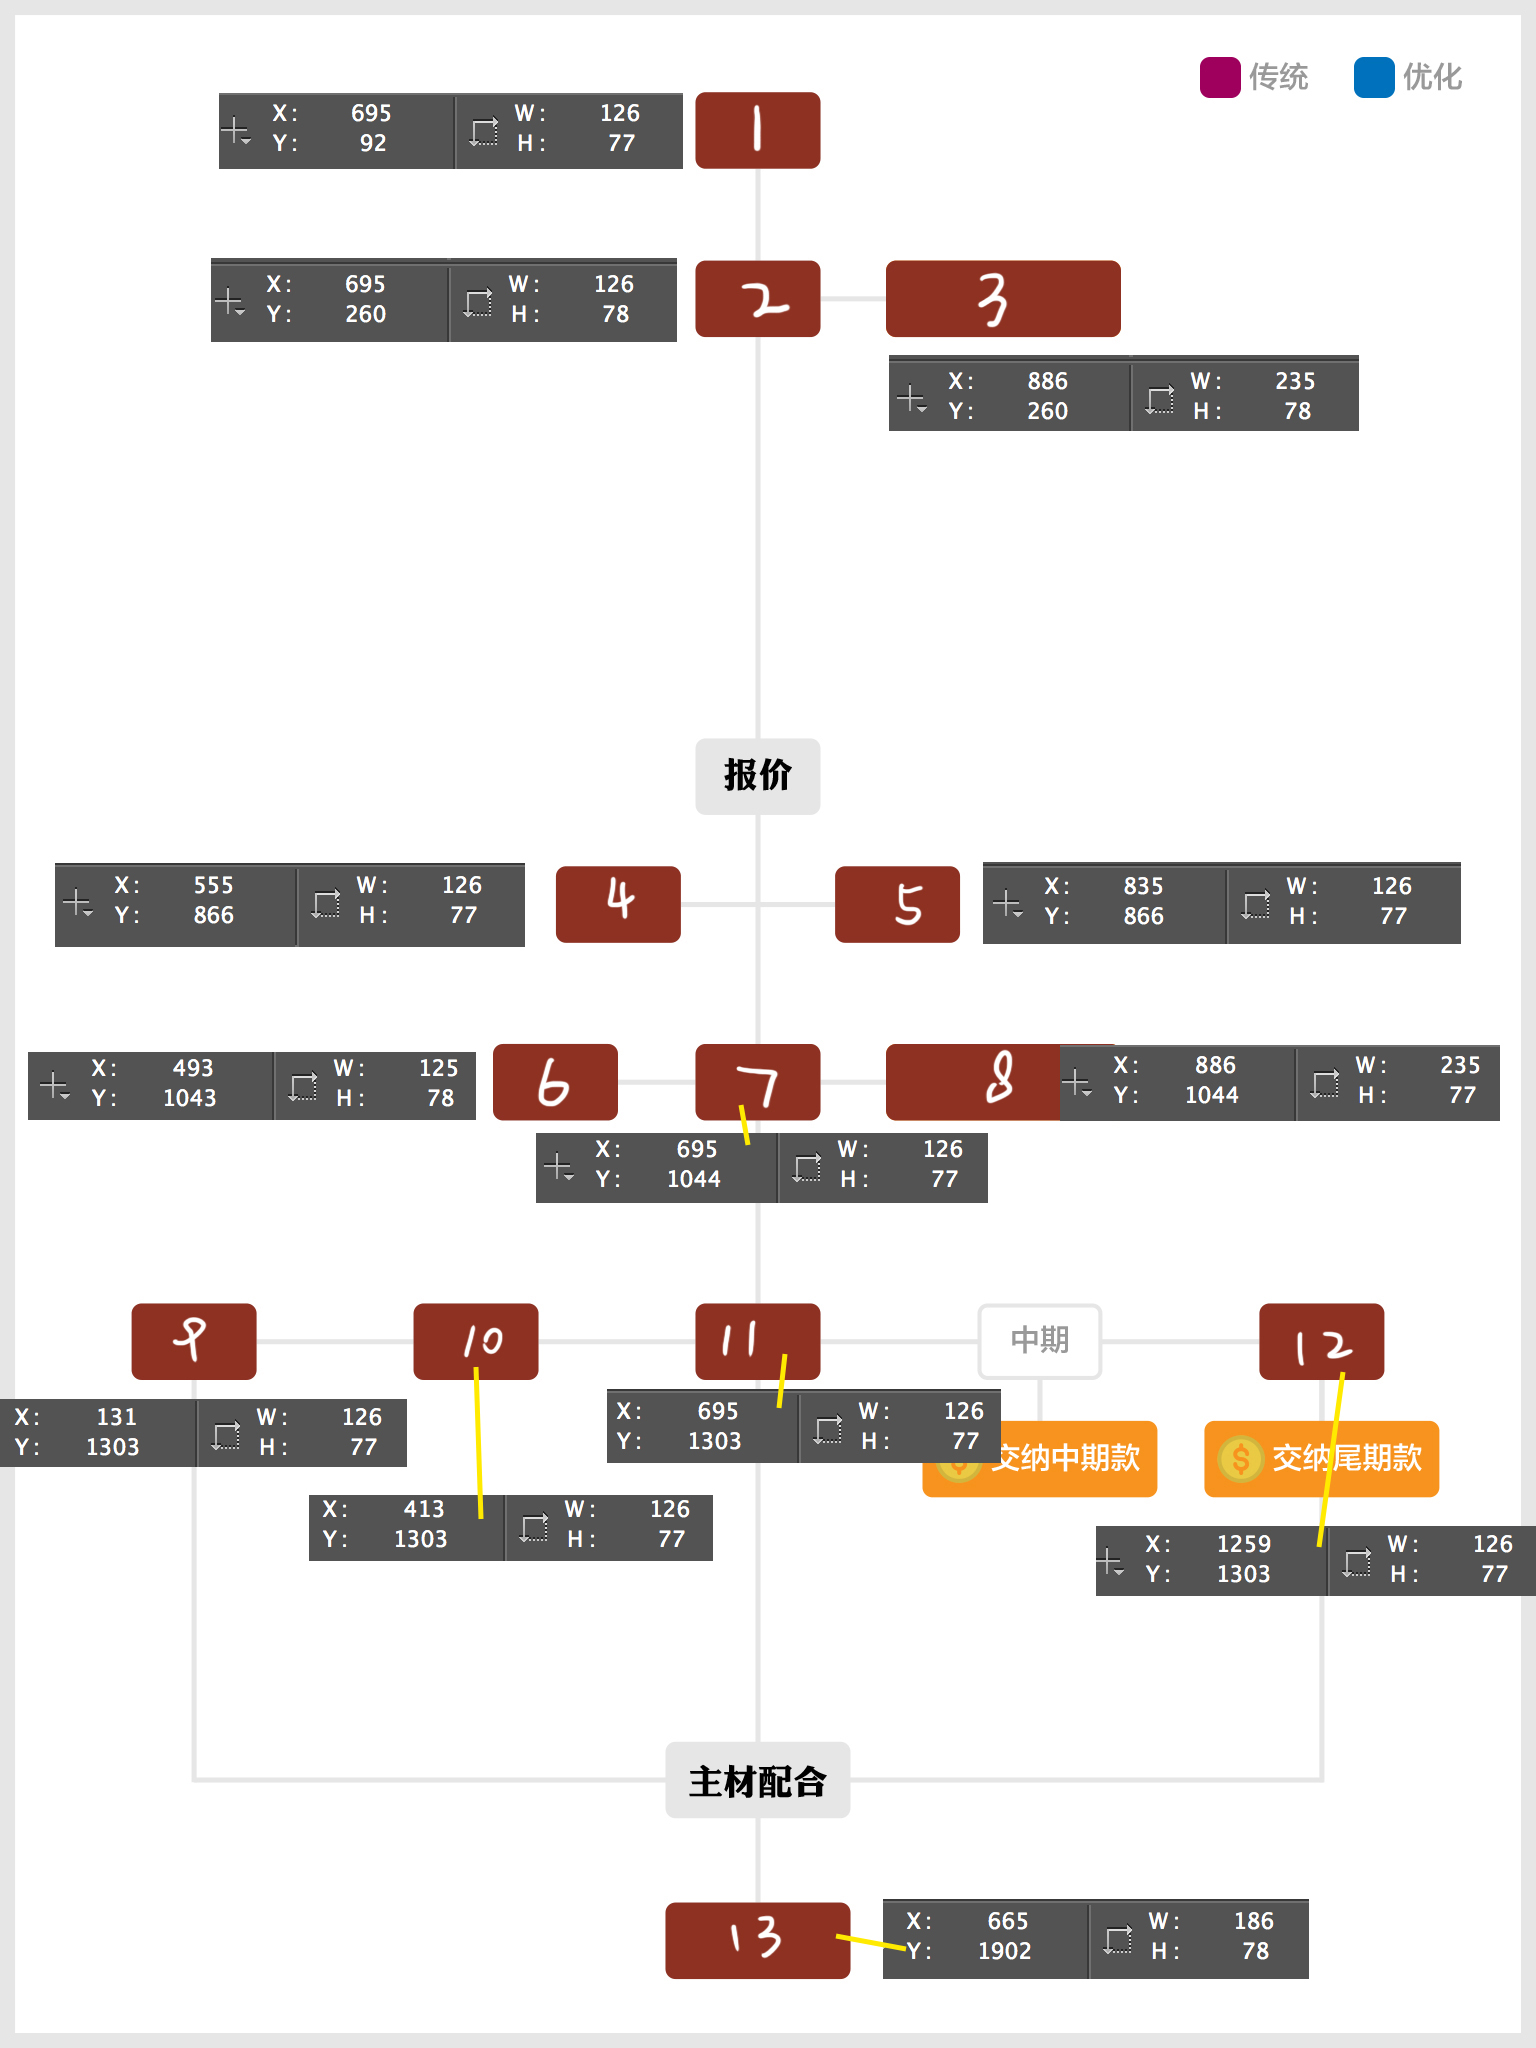 传统 优化
X: 695 W: 126
Y: 92 H: 77
1
X: 695 W: 126
Y: 260 H: 78
2
3
X: 886 W: 235
Y: 260 H: 78
报价
X: 555 W: 126
Y: 866 H: 77
4
5
X: 835 W: 126
Y: 866 H: 77
X: 493 W: 125
Y: 1043 H: 78
6
7
8
X: 886 W: 235
Y: 1044 H: 77
X: 695 W: 126
Y: 1044 H: 77
9
10
11
中期
12
X: 131 W: 126
Y: 1303 H: 77
X: 695 W: 126
Y: 1303 H: 77
$ 交纳中期款
$ 交纳尾期款
X: 413 W: 126
Y: 1303 H: 77
X: 1259 W: 126
Y: 1303 H: 77
主材配合
13
X: 665 W: 186
Y: 1902 H: 78